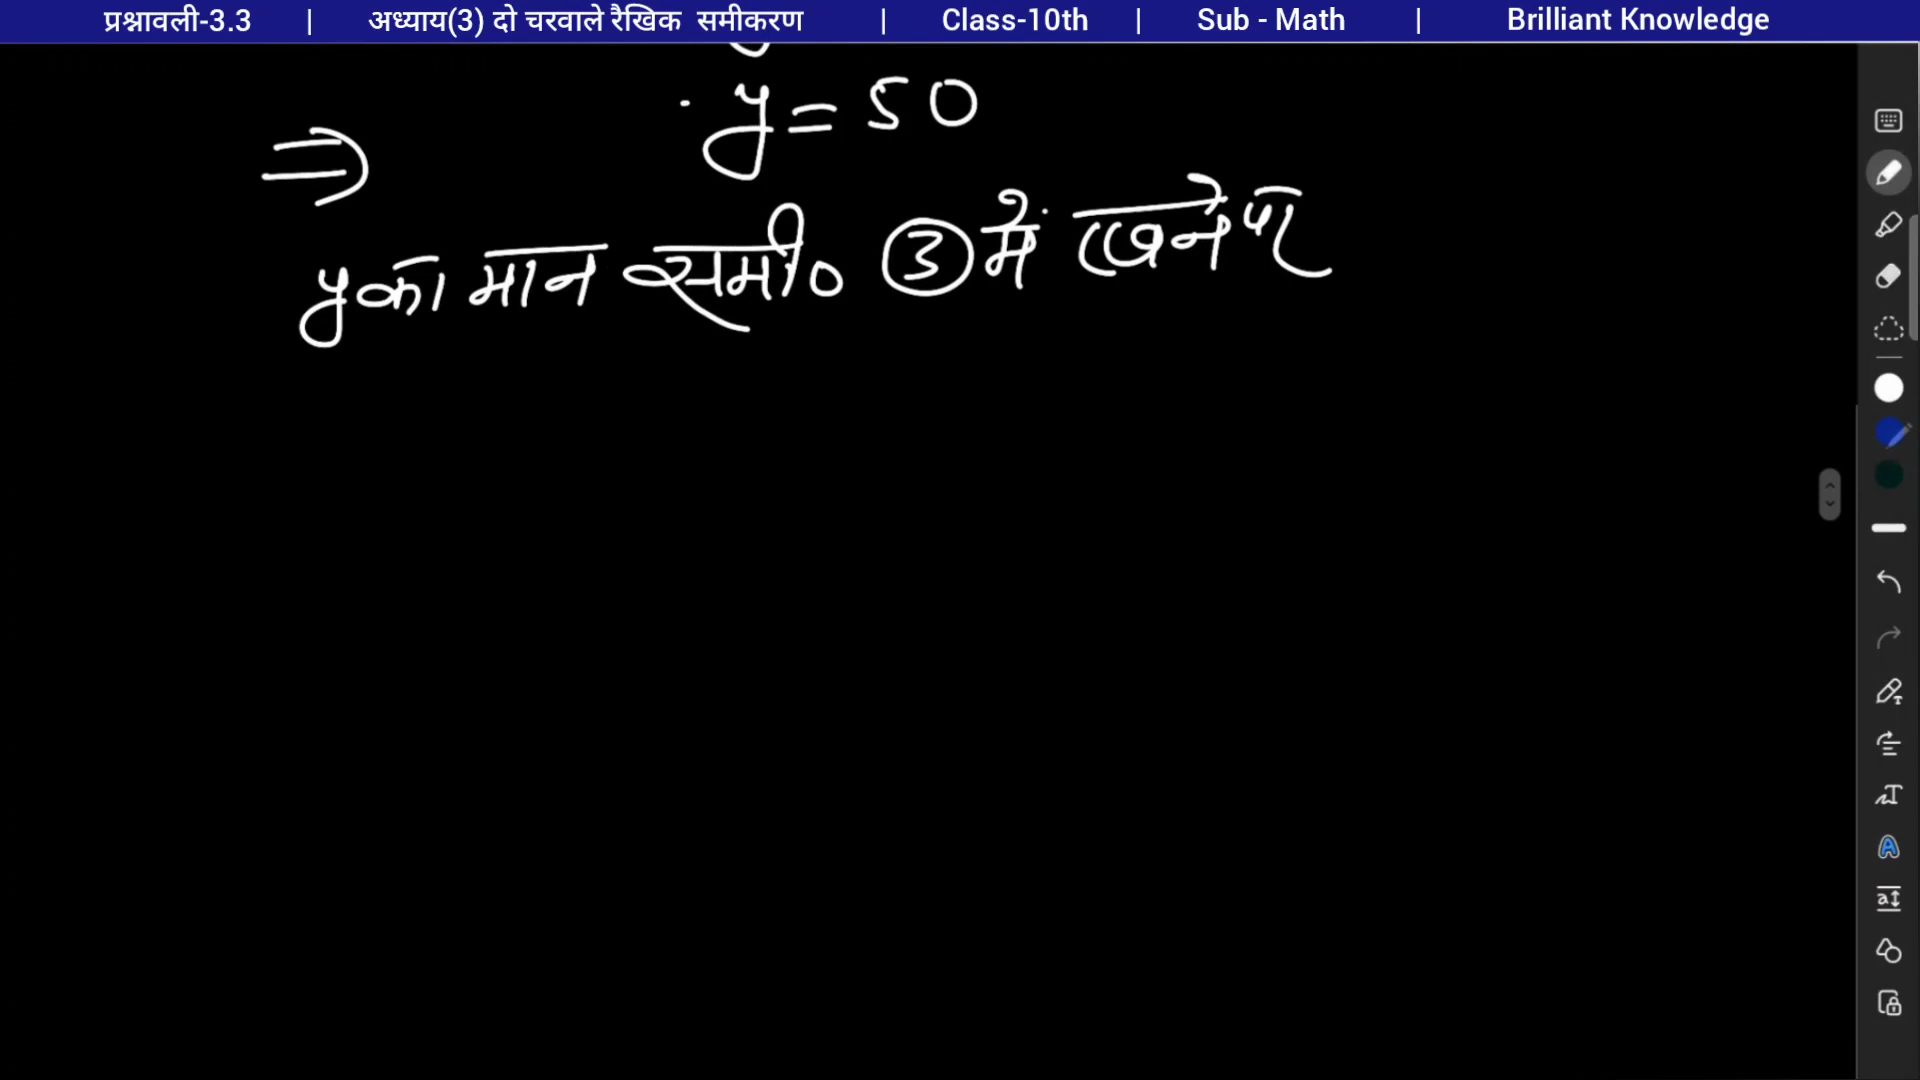 प्रश्नावली-3.3 | अध्याय(3) दो चरवाले रैखिक समीकरण | Class-10th | Sub - Math | Brilliant Knowledge
y = 50
⇒
y का मान समी० ③ में रखने पर